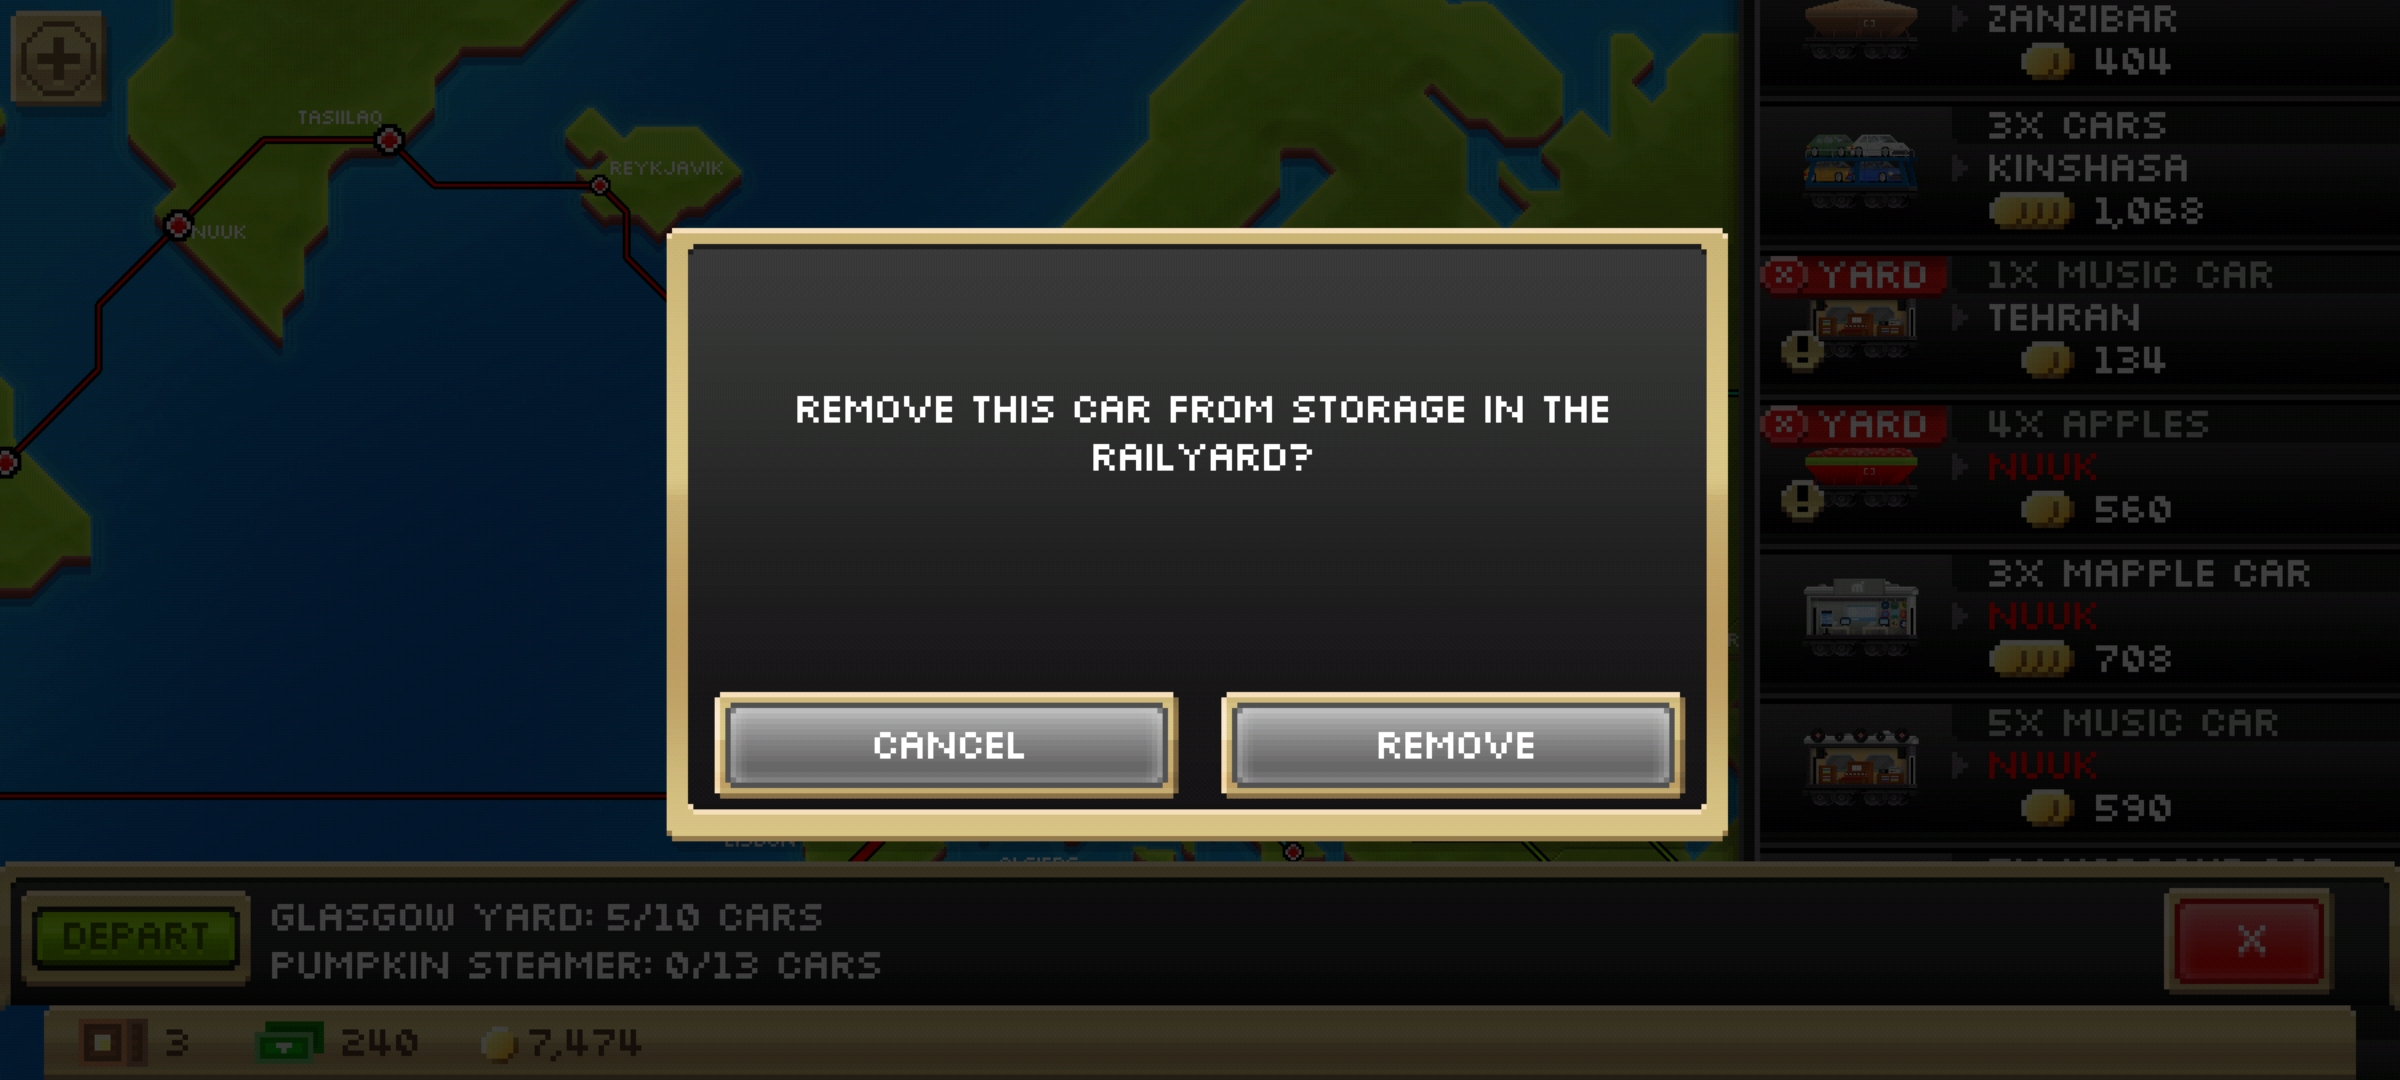 ZANZIBAR
404
TASIILAQ
3X CARS
REYKJAVIK
KINSHASA
1,068
NUUK
YARD
1X MUSIC CAR
TEHRAN
134
REMOVE THIS CAR FROM STORAGE IN THE
RAILYARD?
YARD
4X APPLES
NUUK
560
3X MAPPLE CAR
NUUK
708
CANCEL
REMOVE
5X MUSIC CAR
NUUK
590
LISBON
ALGIERS
DEPART
GLASGOW YARD: 5/10 CARS
PUMPKIN STEAMER: 0/13 CARS
X
3
240
7,474